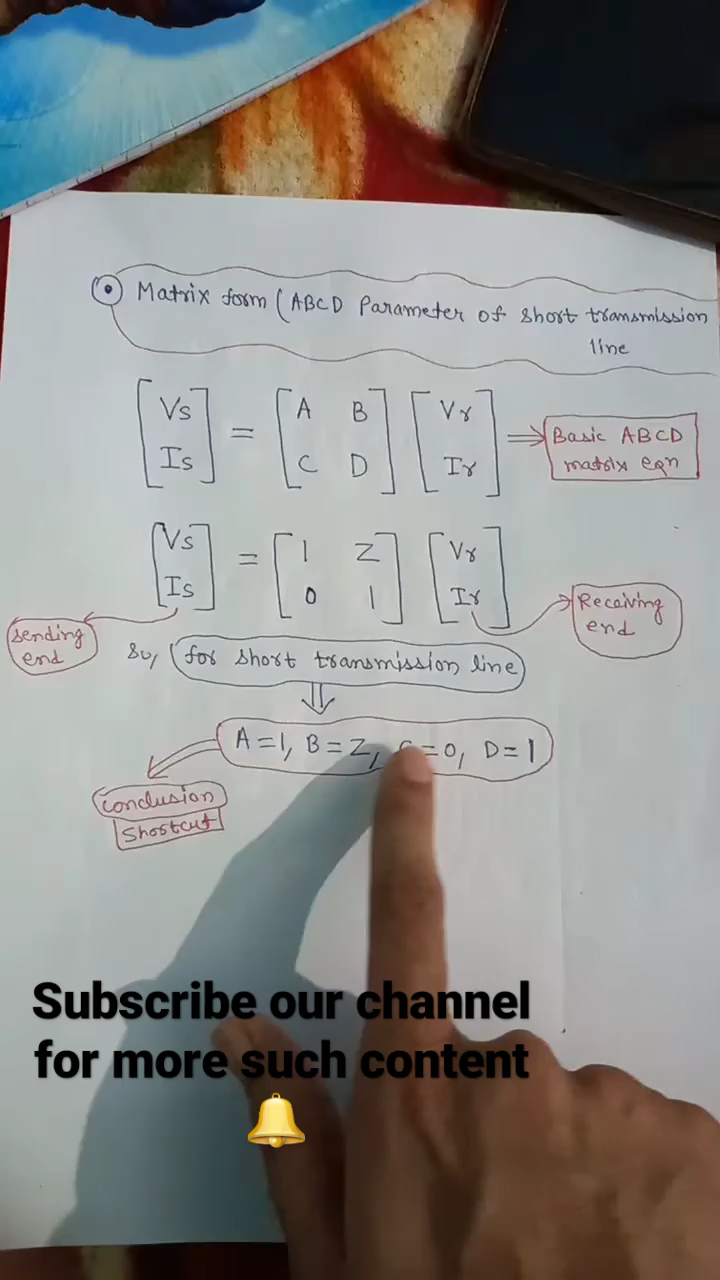 Matrix form (ABCD Parameter of short transmission
line
Vs = A B Vr
Is C D Ir
⇒ Basic ABCD
matrix eqn
Vs = 1 Z Vr
Is 0 1 Ir
Receiving
end
sending
end
So, for short transmission line
A=1, B=Z, C=0, D=1
Conclusion
Shortcut
Subscribe our channel
for more such content
🔔